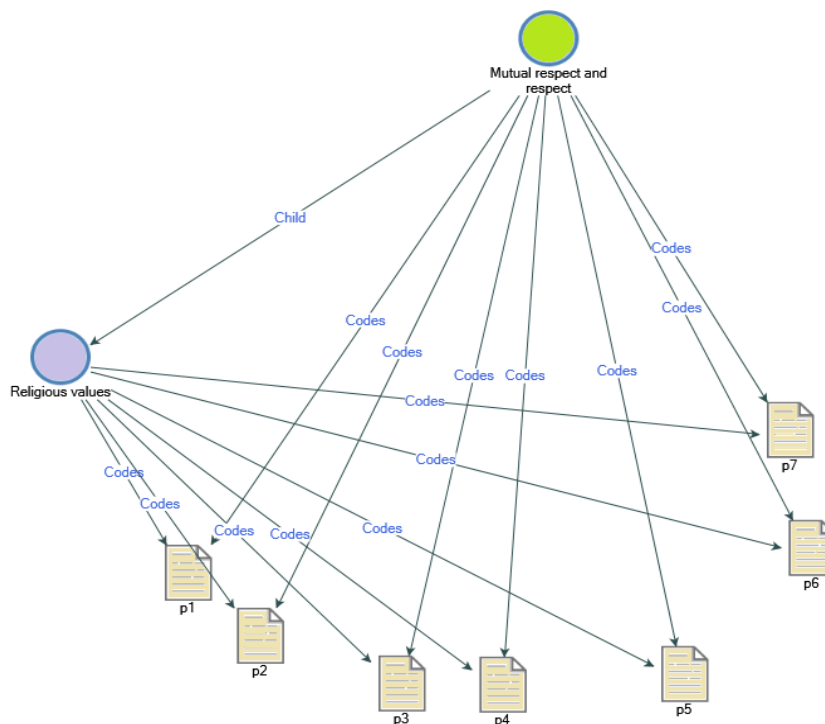 Mutual respect and
respect
Child
Codes
Codes
Codes
Codes
Codes
Codes
Codes
Religious values
Codes
Codes
Codes
Codes
Codes
Codes
Codes
p7
p6
p1
p2
p3
p4
p5